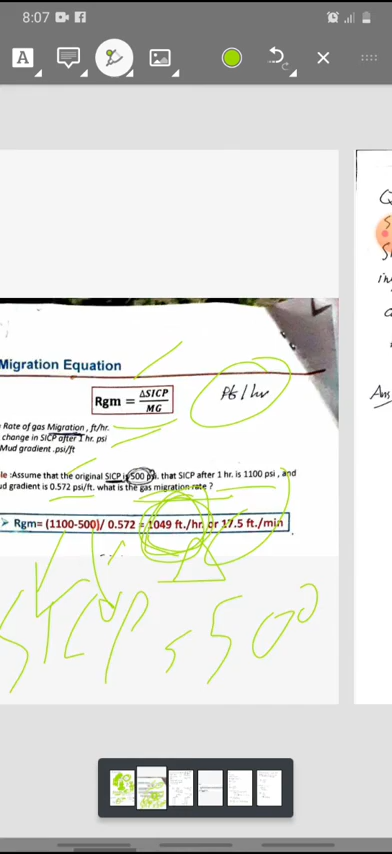 8:07
A
Migration Equation
Rgm = ΔSICP / MG
psi/hr
Rate of gas Migration , ft/hr.
change in SICP after 1 hr. psi
Mud gradient .psi/ft
le :Assume that the original SICP is 500 psi. that SICP after 1 hr. is 1100 psi , and
ud gradient is 0.572 psi/ft. what is the gas migration rate ?
➢ Rgm= (1100-500)/ 0.572 = 1049 ft./hr. or 17.5 ft./min
SICP = 500
Ans